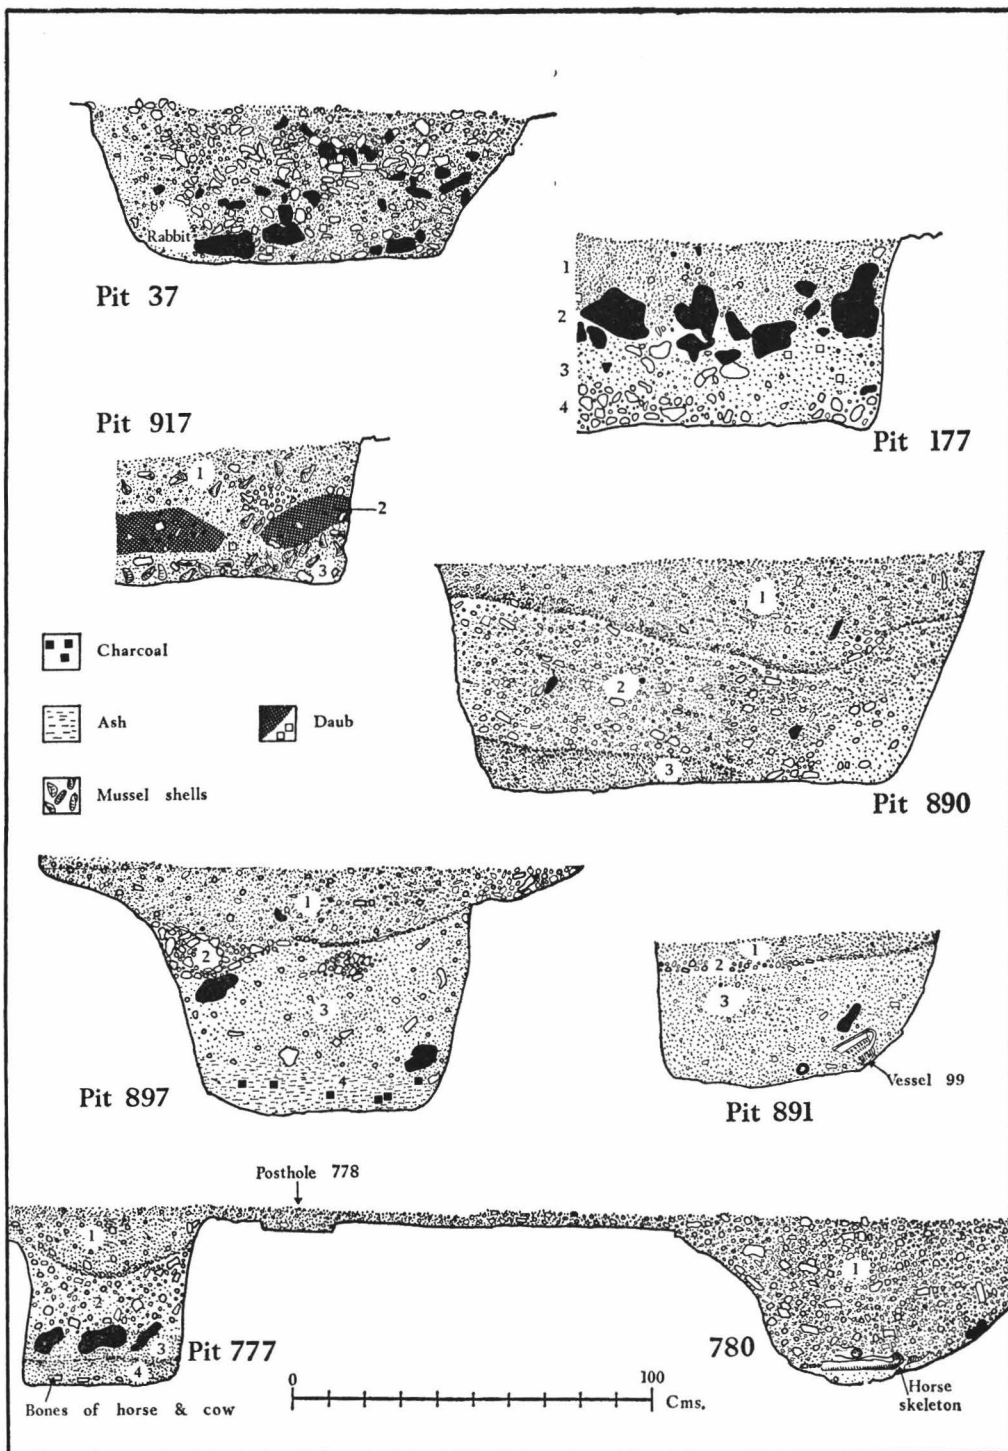 Rabbit
Pit 37
1
2
3
4
Pit 177
Pit 917
1
2
3
Charcoal
Ash
Daub
Mussel shells
1
2
3
Pit 890
1
2
3
4
Pit 897
1
2
3
Vessel 99
Pit 891
Posthole 778
1
2
3
4
Pit 777
Bones of horse & cow
0 100
Cms.
1
780
Horse
skeleton